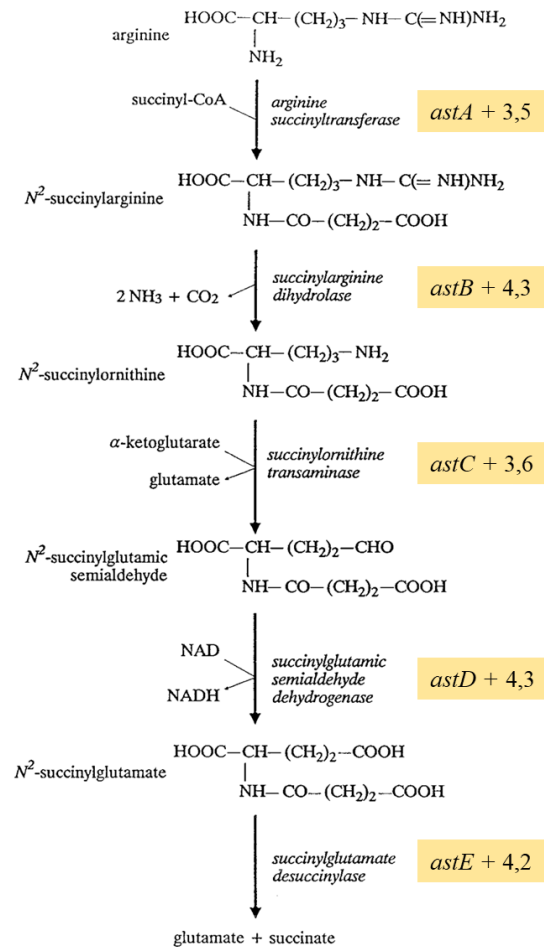 HOOC—CH—(CH2)3—NH—C(=NH)NH2
arginine
NH2
succinyl-CoA
arginine
succinyltransferase
astA + 3,5
HOOC—CH—(CH2)3—NH—C(=NH)NH2
N2-succinylarginine
NH—CO—(CH2)2—COOH
2 NH3 + CO2
succinylarginine
dihydrolase
astB + 4,3
HOOC—CH—(CH2)3—NH2
N2-succinylornithine
NH—CO—(CH2)2—COOH
α-ketoglutarate
glutamate
succinylornithine
transaminase
astC + 3,6
HOOC—CH—(CH2)2—CHO
N2-succinylglutamic
semialdehyde
NH—CO—(CH2)2—COOH
NAD
NADH
succinylglutamic
semialdehyde
dehydrogenase
astD + 4,3
HOOC—CH—(CH2)2—COOH
N2-succinylglutamate
NH—CO—(CH2)2—COOH
succinylglutamate
desuccinylase
astE + 4,2
glutamate + succinate